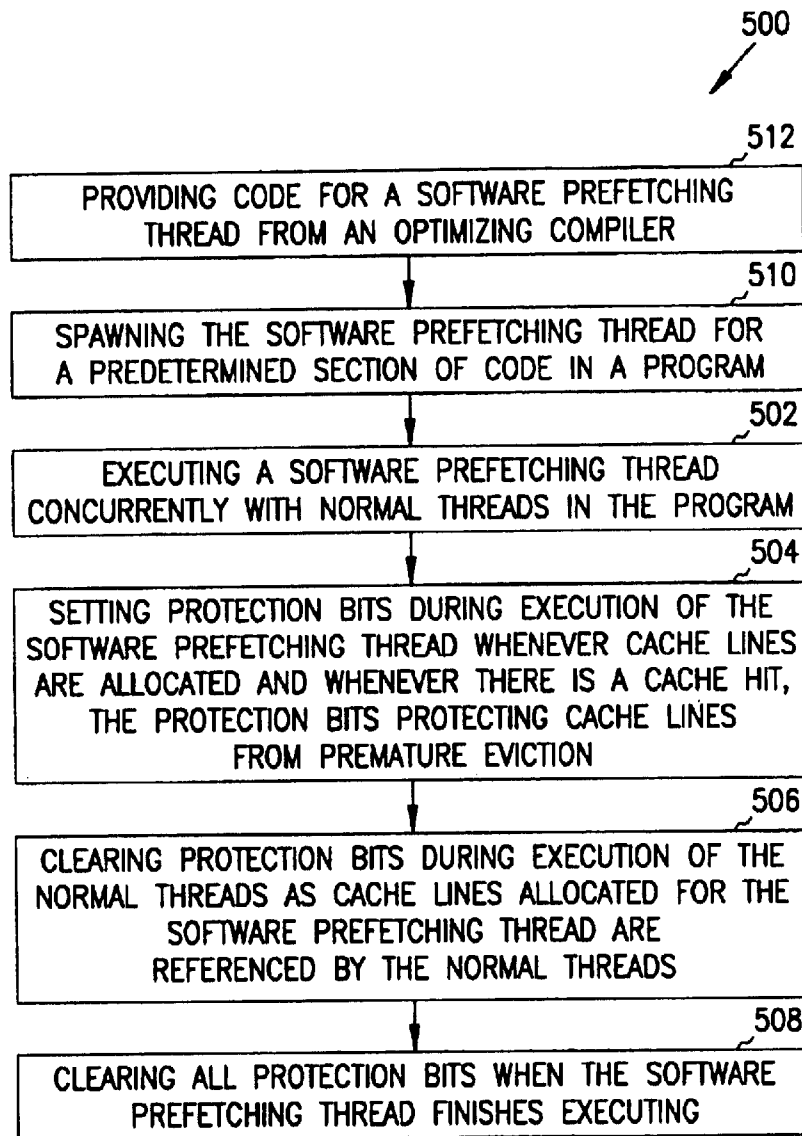 500
512
PROVIDING CODE FOR A SOFTWARE PREFETCHING
THREAD FROM AN OPTIMIZING COMPILER
510
SPAWNING THE SOFTWARE PREFETCHING THREAD FOR
A PREDETERMINED SECTION OF CODE IN A PROGRAM
502
EXECUTING A SOFTWARE PREFETCHING THREAD
CONCURRENTLY WITH NORMAL THREADS IN THE PROGRAM
504
SETTING PROTECTION BITS DURING EXECUTION OF THE
SOFTWARE PREFETCHING THREAD WHENEVER CACHE LINES
ARE ALLOCATED AND WHENEVER THERE IS A CACHE HIT,
THE PROTECTION BITS PROTECTING CACHE LINES
FROM PREMATURE EVICTION
506
CLEARING PROTECTION BITS DURING EXECUTION OF THE
NORMAL THREADS AS CACHE LINES ALLOCATED FOR THE
SOFTWARE PREFETCHING THREAD ARE
REFERENCED BY THE NORMAL THREADS
508
CLEARING ALL PROTECTION BITS WHEN THE SOFTWARE
PREFETCHING THREAD FINISHES EXECUTING